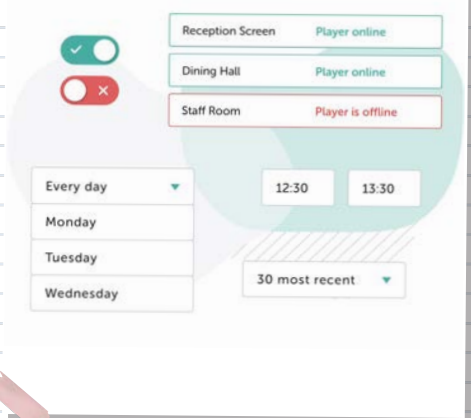 Reception Screen Player online
Dining Hall Player online
Staff Room Player is offline
Every day
12:30 13:30
Monday
Tuesday
30 most recent
Wednesday